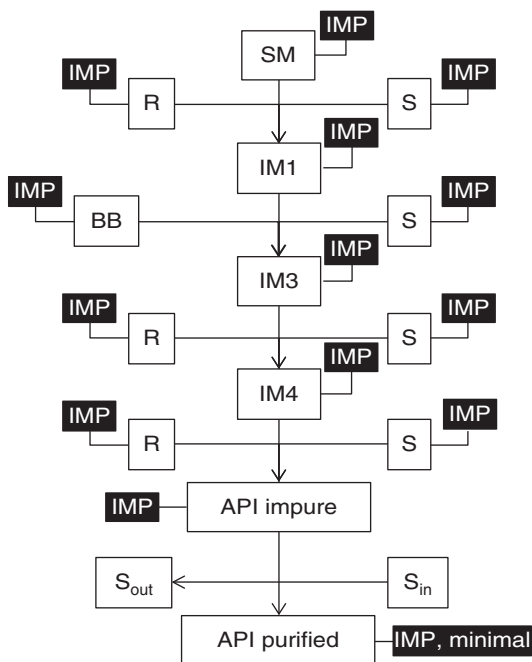 IMP
SM
IMP
IMP
R
S
IMP
IM1
IMP
IMP
BB
S
IMP
IM3
IMP
IMP
R
S
IMP
IM4
IMP
IMP
R
S
IMP
API impure
Sout
Sin
API purified
IMP, minimal